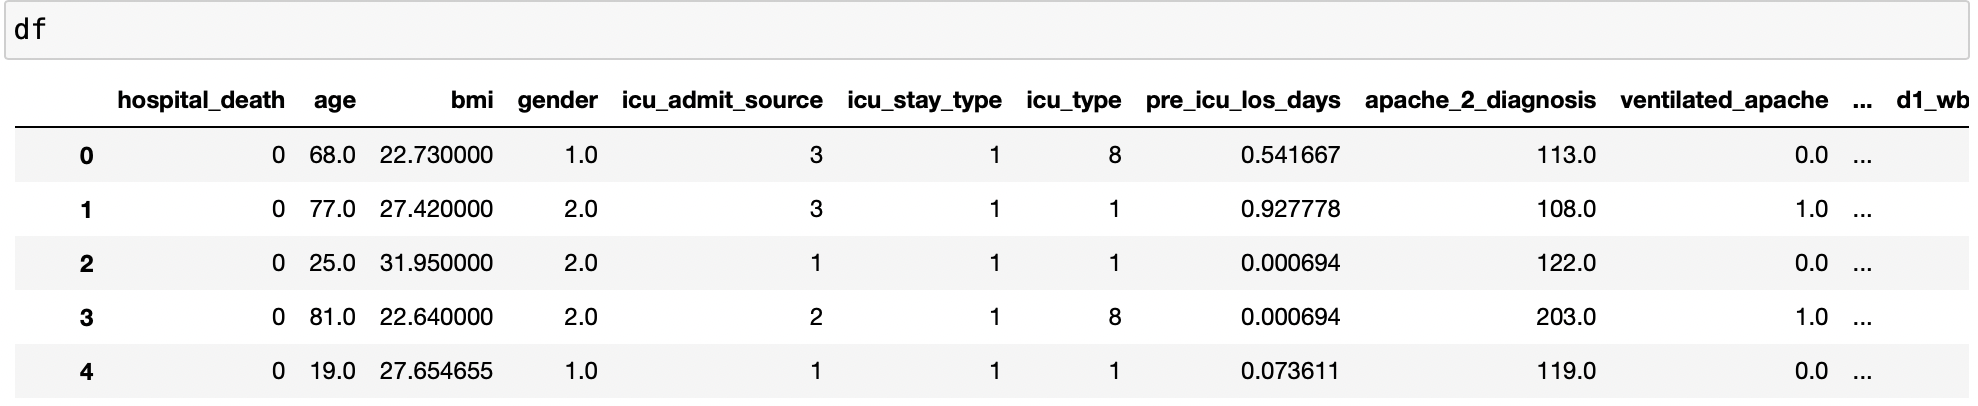 df
hospital_death age bmi gender icu_admit_source icu_stay_type icu_type pre_icu_los_days apache_2_diagnosis ventilated_apache ... d1_wb
0 0 68.0 22.730000 1.0 3 1 8 0.541667 113.0 0.0 ...
1 0 77.0 27.420000 2.0 3 1 1 0.927778 108.0 1.0 ...
2 0 25.0 31.950000 2.0 1 1 1 0.000694 122.0 0.0 ...
3 0 81.0 22.640000 2.0 2 1 8 0.000694 203.0 1.0 ...
4 0 19.0 27.654655 1.0 1 1 1 0.073611 119.0 0.0 ...